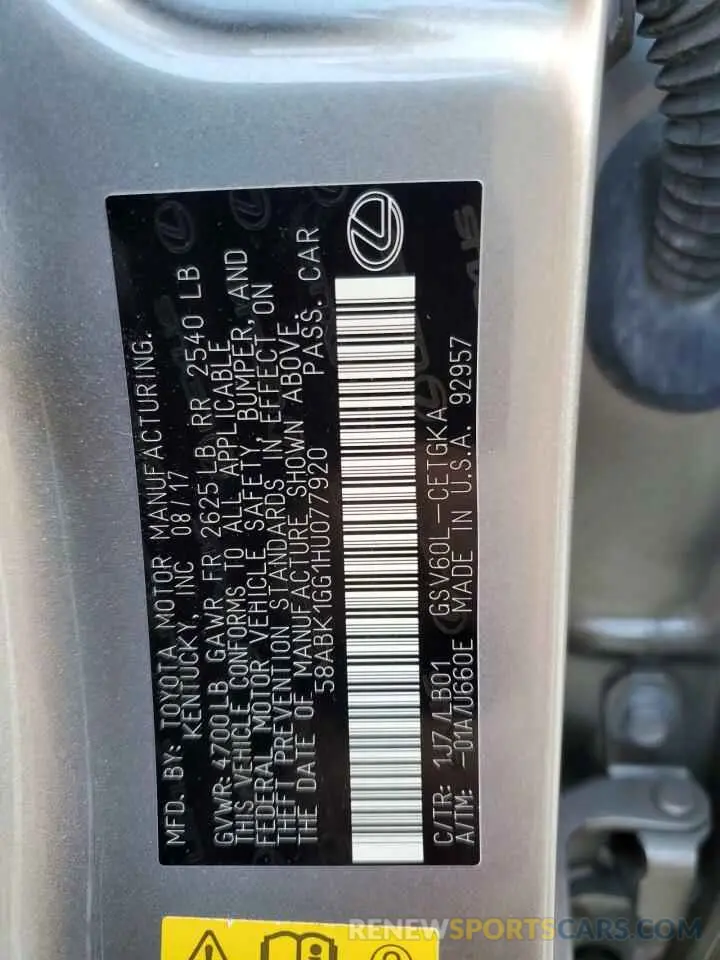 MFD. BY: TOYOTA MOTOR MANUFACTURING.
KENTUCKY, INC 08/17
GVWR: 4700LB GAWR FR 2625 LB RR 2540 LB
THIS VEHICLE CONFORMS TO ALL APPLICABLE
FEDERAL MOTOR VEHICLE SAFETY, BUMPER, AND
THEFT PREVENTION STANDARDS IN EFFECT ON
THE DATE OF MANUFACTURE SHOWN ABOVE.
58ABK1GG1HU077920 PASS. CAR
C/TR: 1J7/LB01 GSV60L-CETGKA
A/TM: -01A/U660E MADE IN U.S.A. 92957
RENEWSPORTSCARS.COM